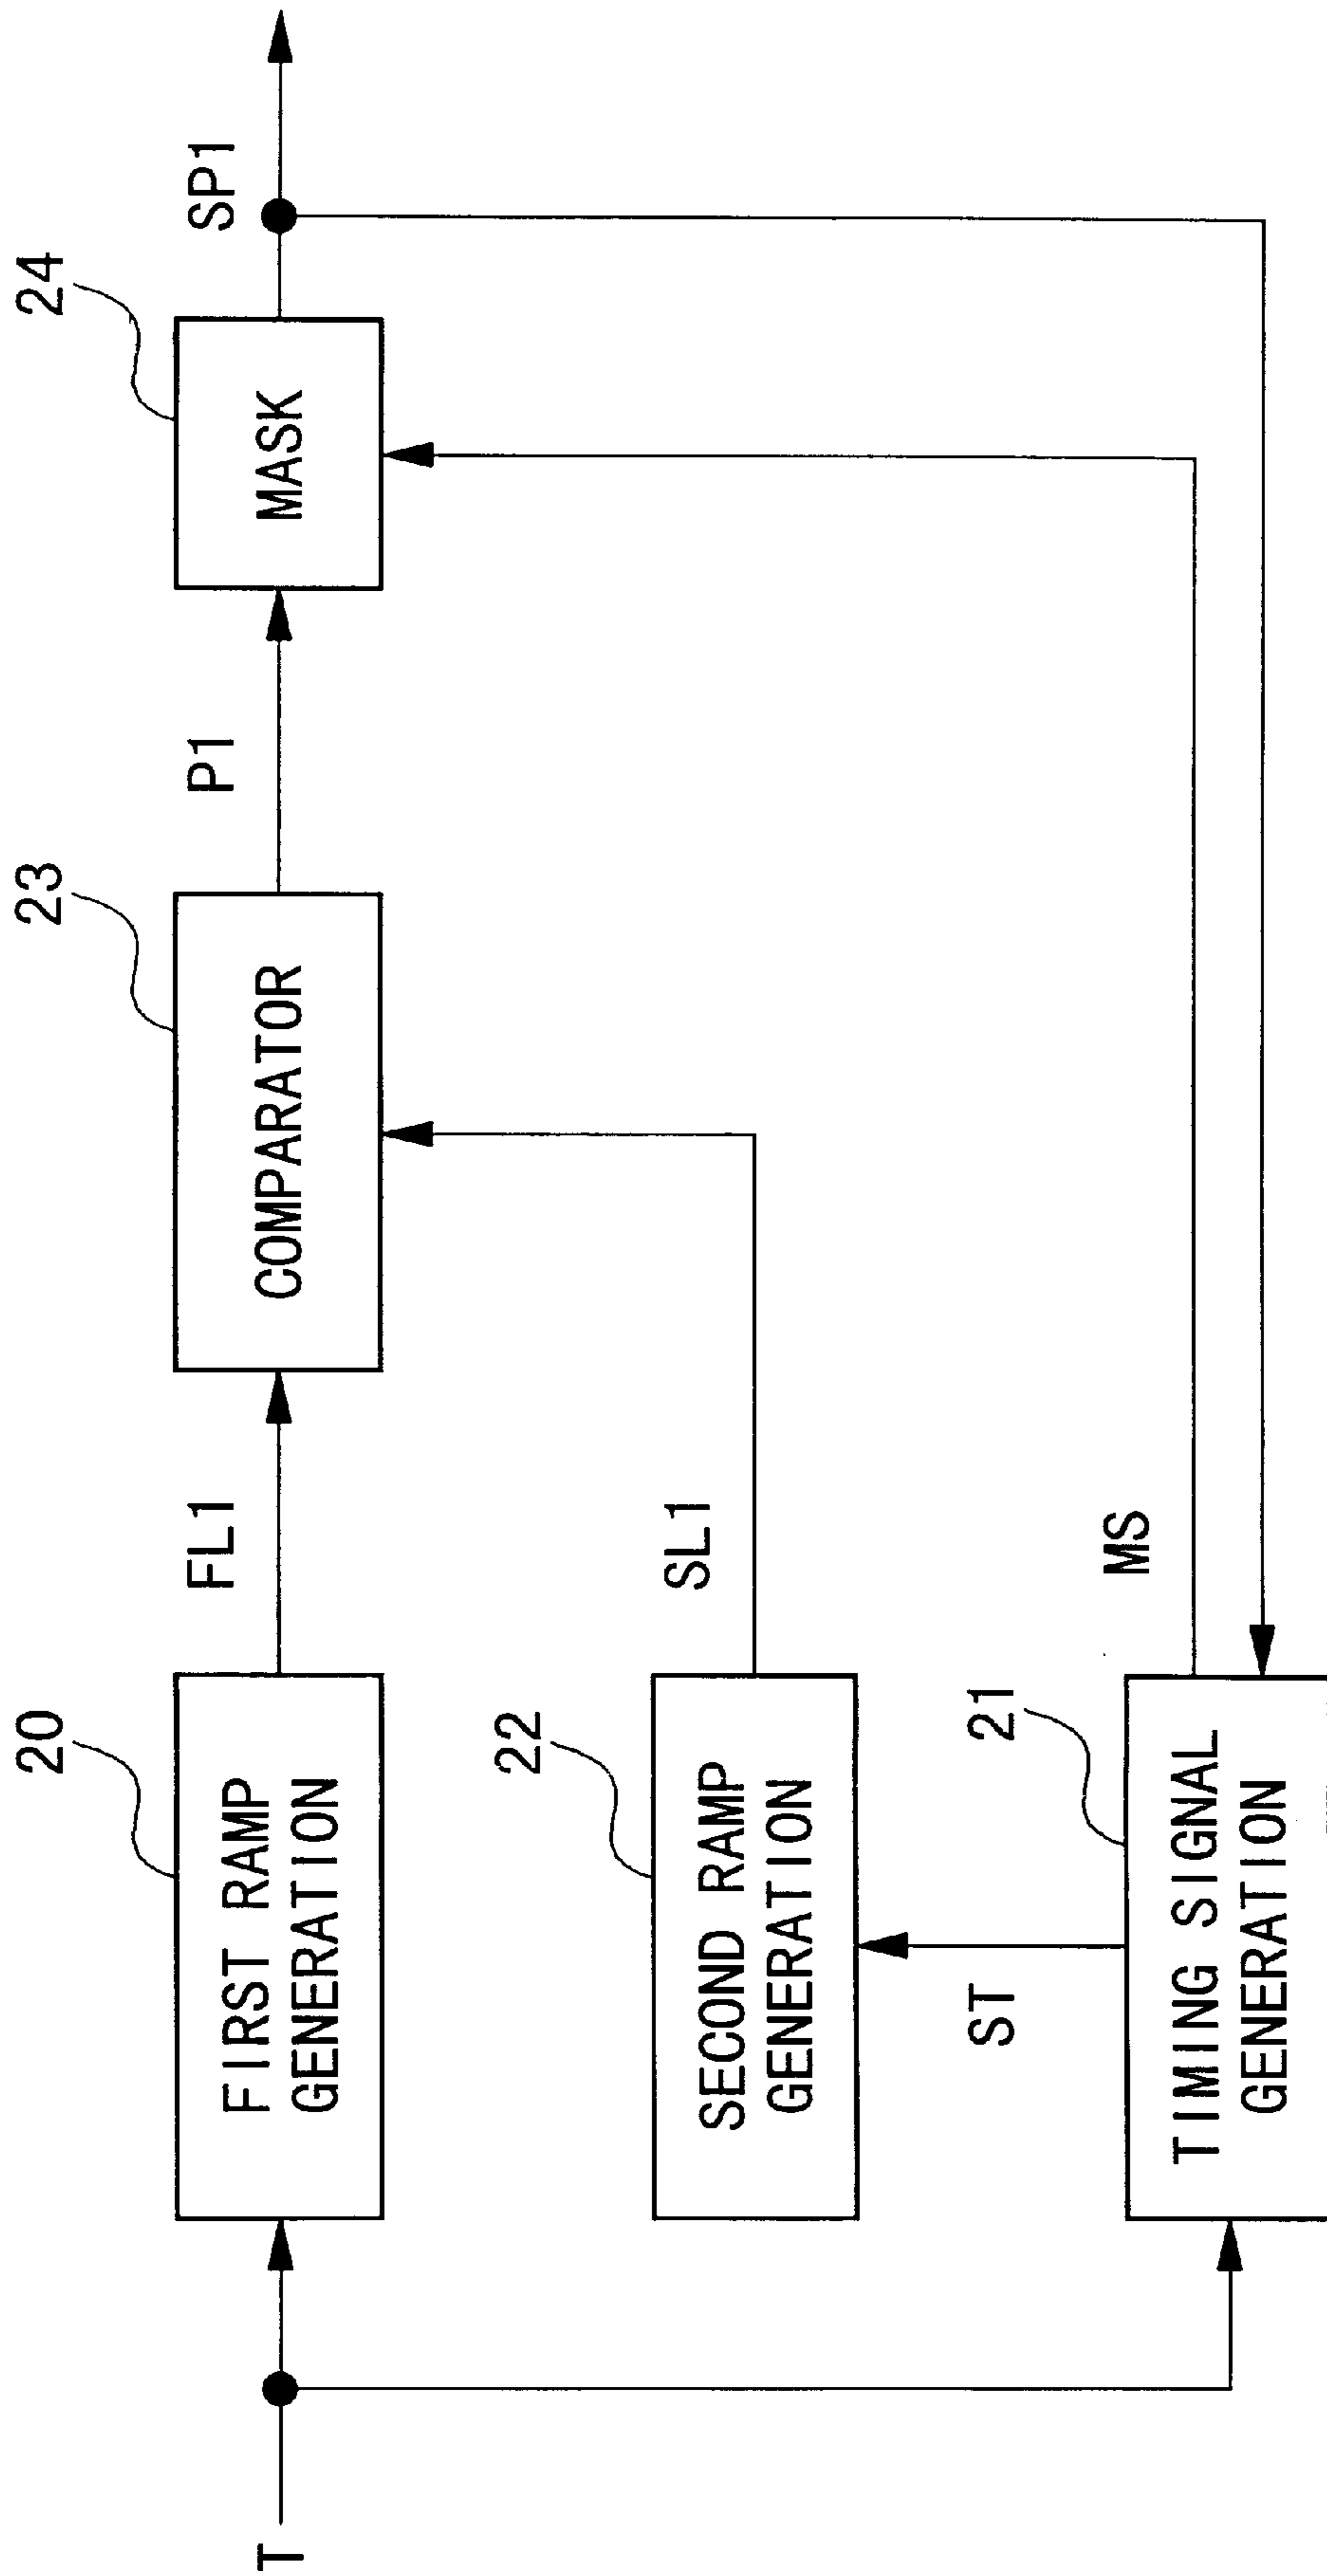 T
20
FIRST RAMP
GENERATION
FL1
23
COMPARATOR
P1
24
MASK
SP1
22
SECOND RAMP
GENERATION
SL1
ST
21
TIMING SIGNAL
GENERATION
MS